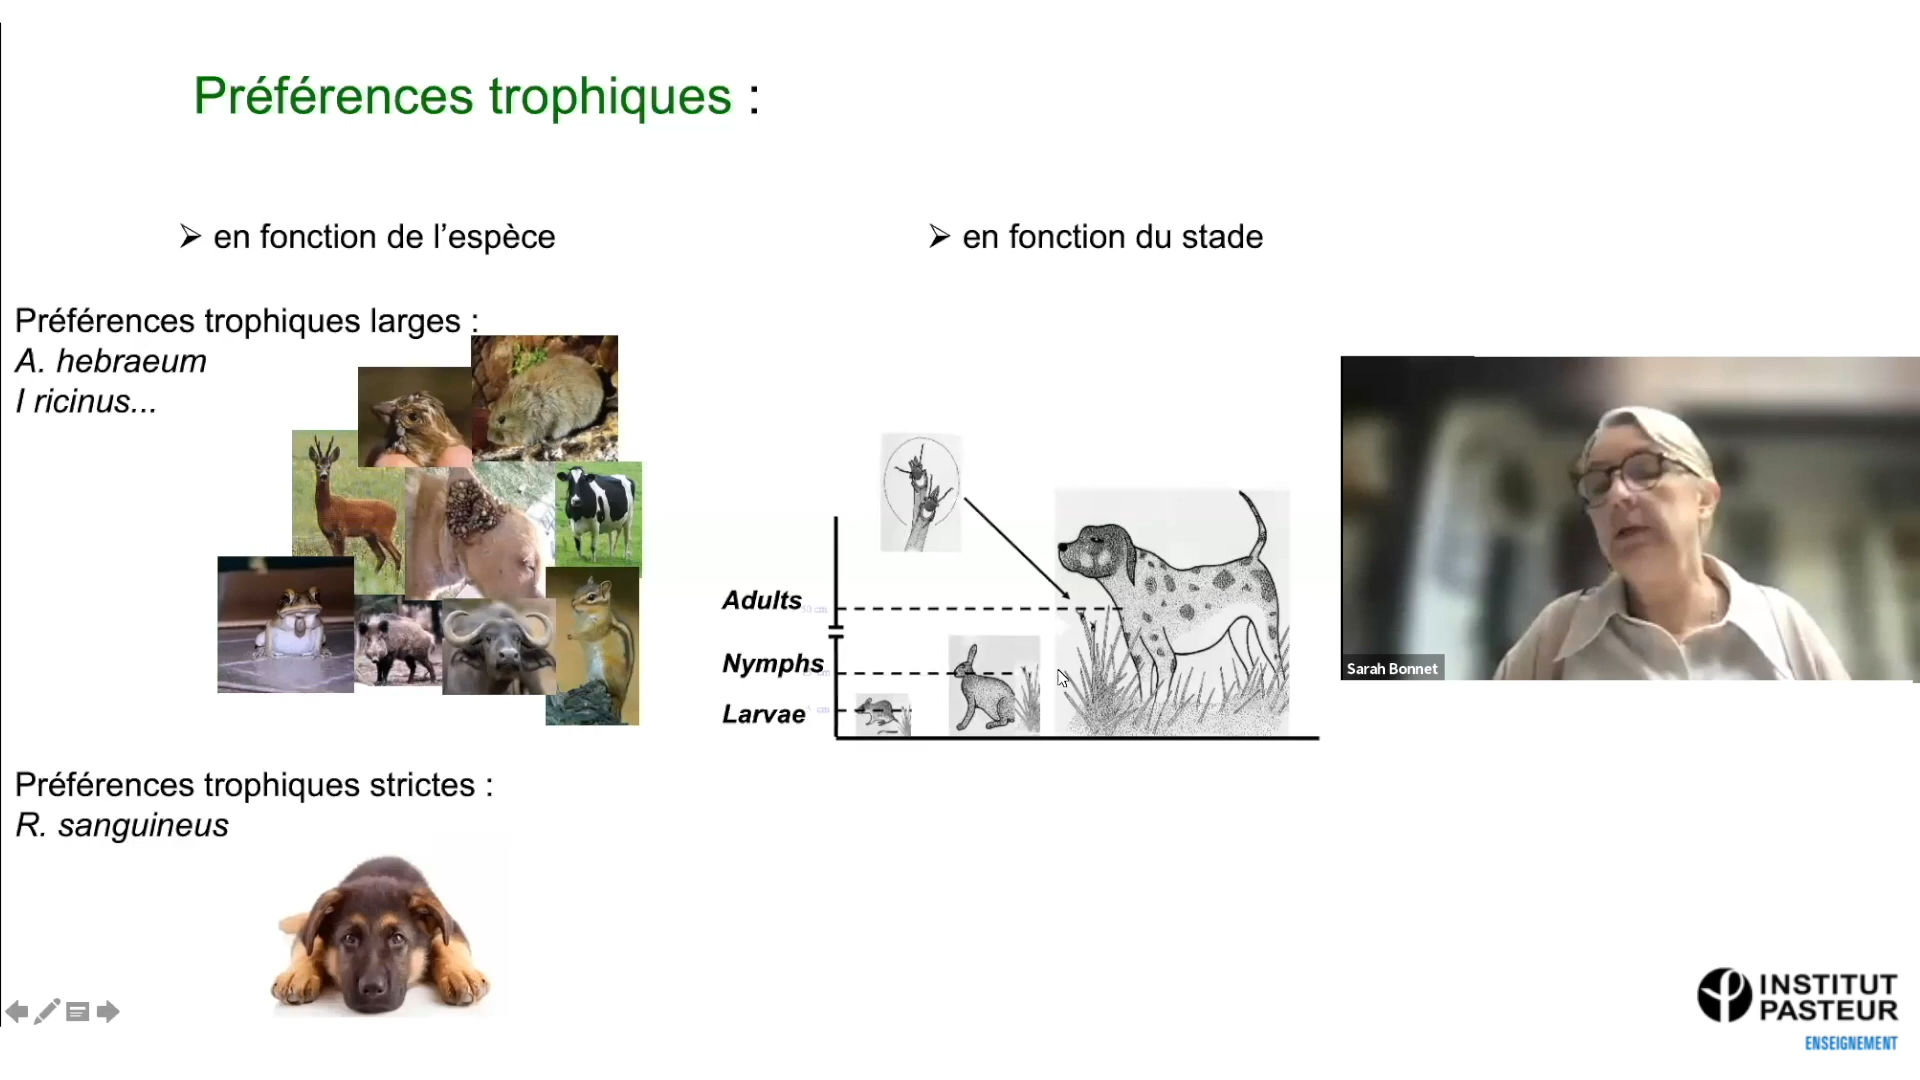 Préférences trophiques :
➢ en fonction de l'espèce
Préférences trophiques larges :
A. hebraeum
I ricinus...
Préférences trophiques strictes :
R. sanguineus
➢ en fonction du stade
Adults
Nymphs
Larvae
Sarah Bonnet
INSTITUT
PASTEUR
ENSEIGNEMENT